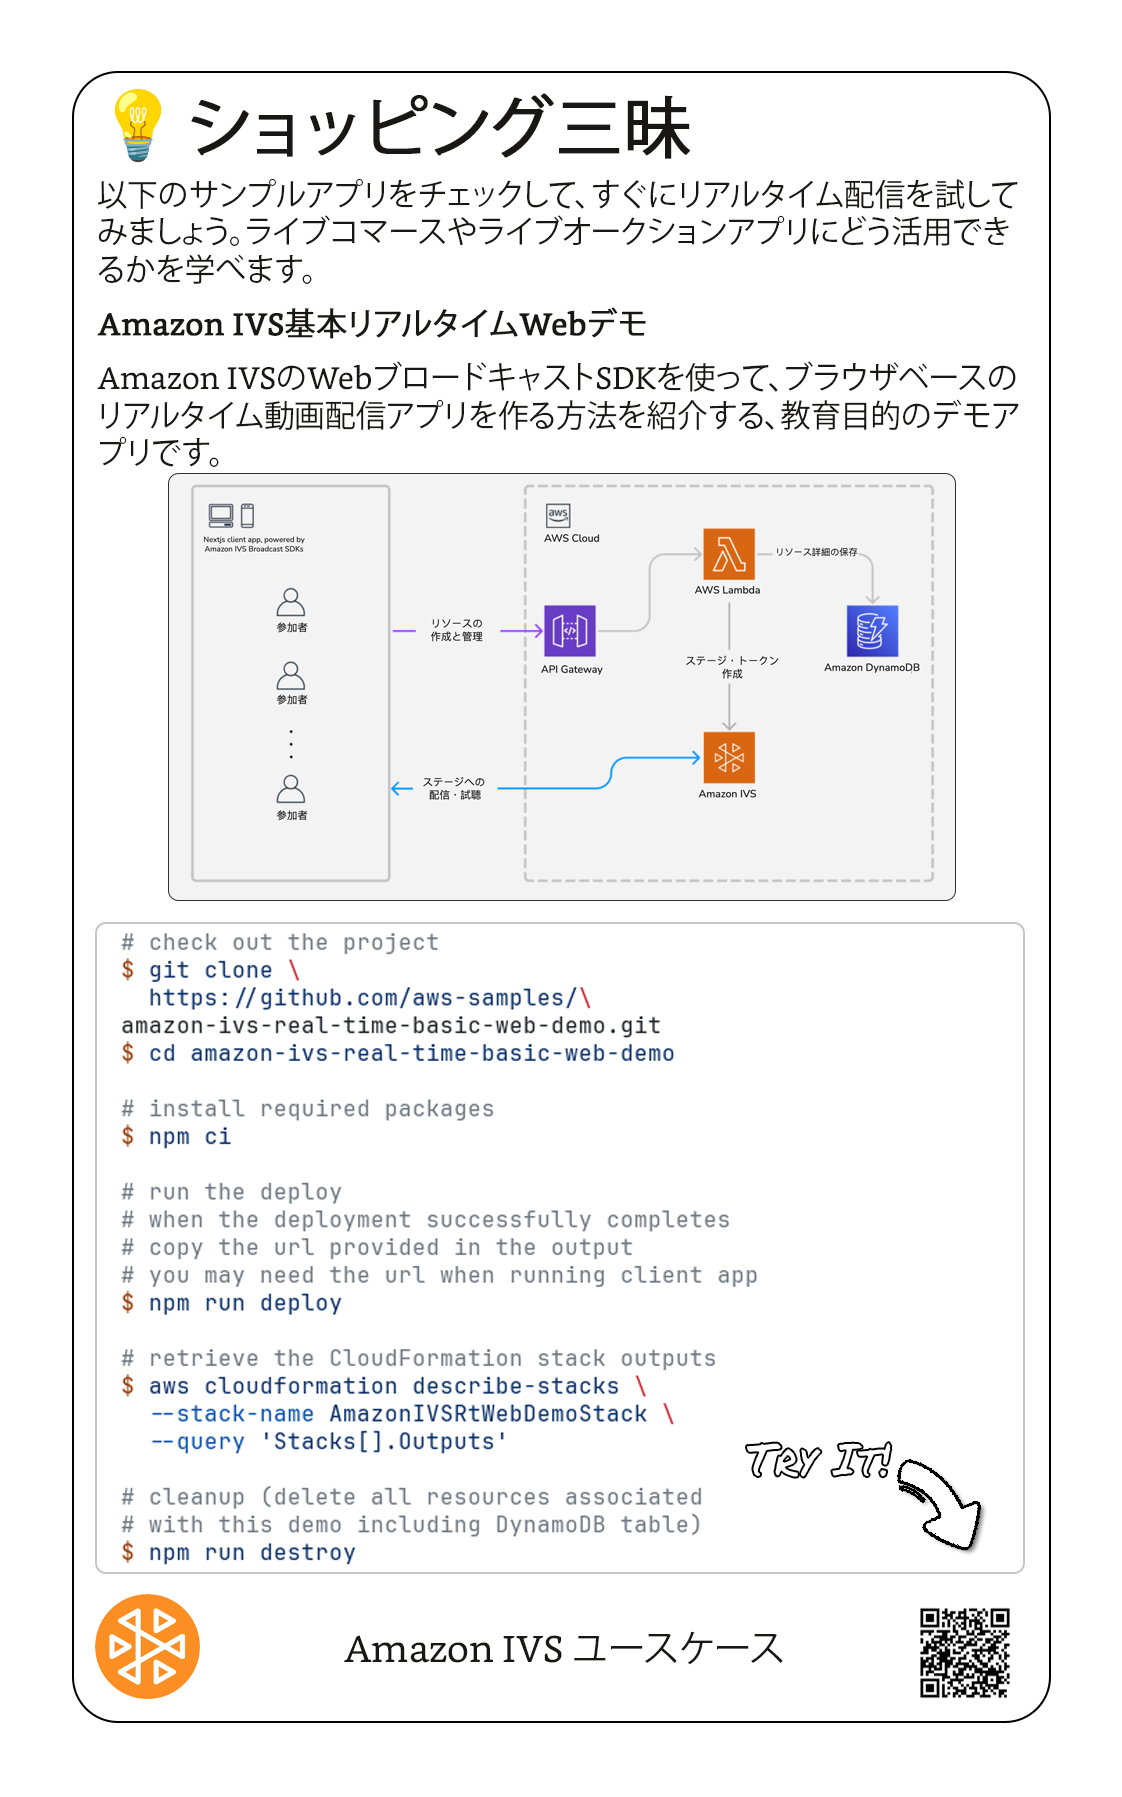 ショッピング三昧
以下のサンプルアプリをチェックして、すぐにリアルタイム配信を試して
みましょう。ライブコマースやライブオークションアプリにどう活用でき
るかを学べます。
Amazon IVS基本リアルタイムWebデモ
Amazon IVSのWebブロードキャストSDKを使って、ブラウザベースの
リアルタイム動画配信アプリを作る方法を紹介する、教育目的のデモア
プリです。
Nextjs client app, powered by
Amazon IVS Broadcast SDKs
参加者
参加者
参加者
リソースの
作成と管理
ステージへの
配信・試聴
aws
AWS Cloud
API Gateway
AWS Lambda
リソース詳細の保存
Amazon DynamoDB
ステージ・トークン
作成
Amazon IVS
# check out the project
$ git clone \
https://github.com/aws-samples/\
amazon-ivs-real-time-basic-web-demo.git
$ cd amazon-ivs-real-time-basic-web-demo
# install required packages
$ npm ci
# run the deploy
# when the deployment successfully completes
# copy the url provided in the output
# you may need the url when running client app
$ npm run deploy
# retrieve the CloudFormation stack outputs
$ aws cloudformation describe-stacks \
--stack-name AmazonIVSRtWebDemoStack \
--query 'Stacks[].Outputs'
# cleanup (delete all resources associated
# with this demo including DynamoDB table)
$ npm run destroy
TRY IT!
Amazon IVS ユースケース